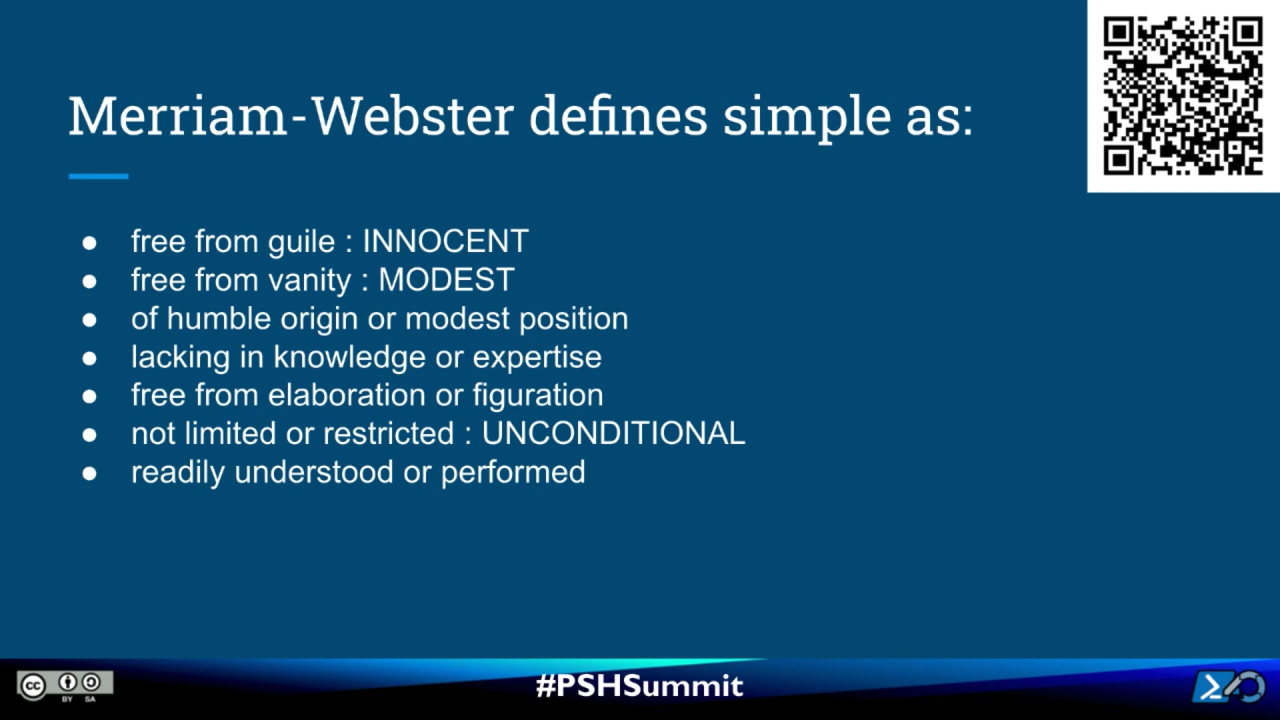 Merriam-Webster defines simple as:
● free from guile : INNOCENT
● free from vanity : MODEST
● of humble origin or modest position
● lacking in knowledge or expertise
● free from elaboration or figuration
● not limited or restricted : UNCONDITIONAL
● readily understood or performed
cc BY SA
#PSHSummit